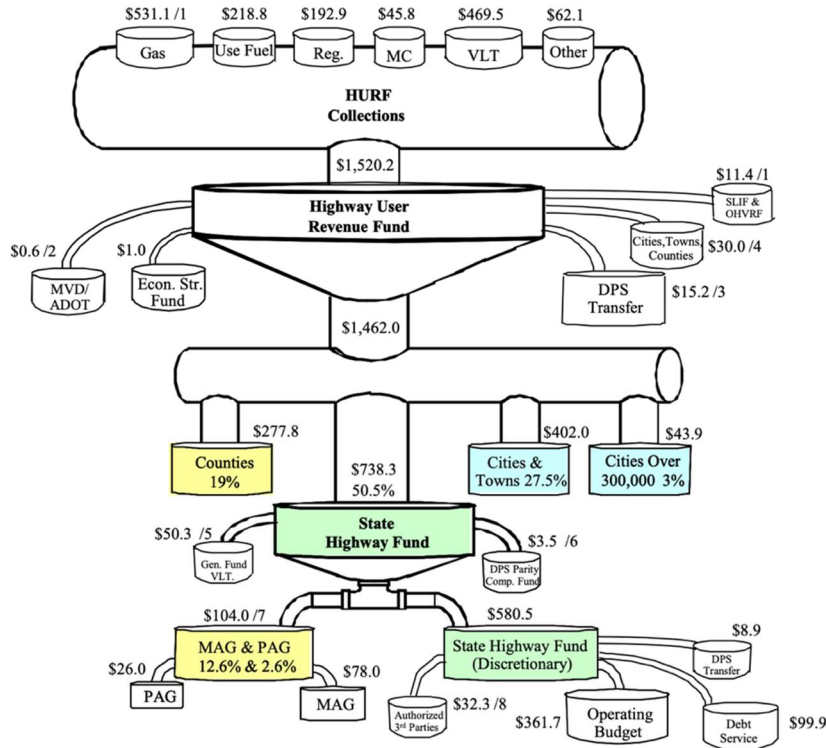 $531.1 /1
$218.8
$192.9
$45.8
$469.5
$62.1
Gas
Use Fuel
Reg.
MC
VLT
Other
HURF
Collections
$1,520.2
$11.4 /1
SLIF &
OHVRF
Highway User
Revenue Fund
Cities,Towns,
Counties
$30.0 /4
$0.6 /2
$1.0
MVD/
ADOT
Econ. Str.
Fund
DPS
Transfer
$15.2 /3
$1,462.0
$277.8
$402.0
$43.9
Counties
19%
$738.3
50.5%
Cities &
Towns 27.5%
Cities Over
300,000 3%
State
Highway Fund
$50.3 /5
Gen. Fund
VLT.
$3.5 /6
DPS Parity
Comp. Fund
$104.0 /7
$580.5
MAG & PAG
12.6% & 2.6%
State Highway Fund
(Discretionary)
$8.9
DPS
Transfer
$26.0
PAG
$78.0
MAG
Authorized
3rd Parties
$32.3 /8
$361.7
Operating
Budget
Debt
Service
$99.9